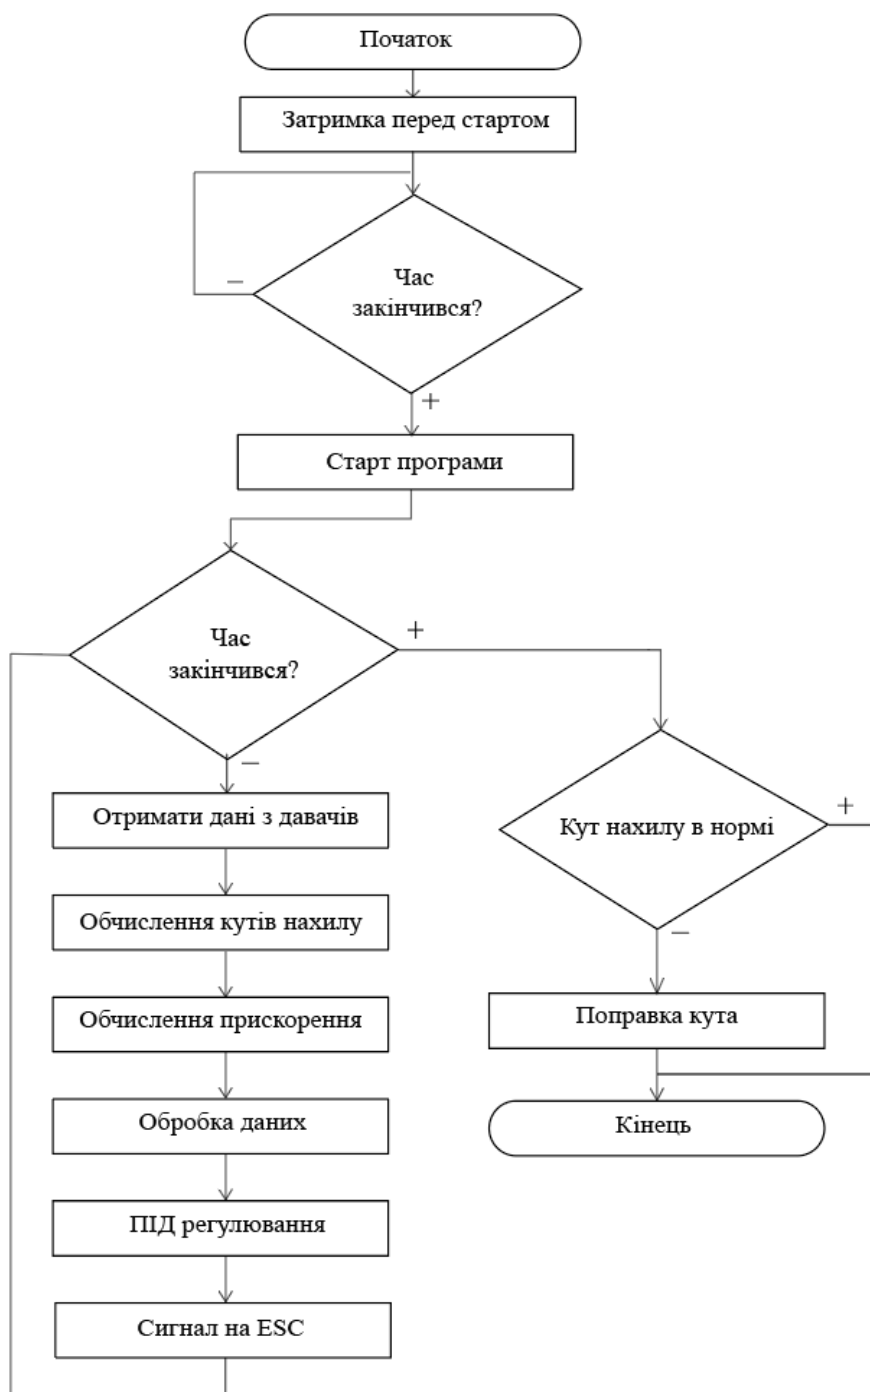 Початок
Затримка перед стартом
Час
закінчився?
–
+
Старт програми
Час
закінчився?
+
–
Отримати дані з давачів
Обчислення кутів нахилу
Обчислення прискорення
Обробка даних
ПІД регулювання
Сигнал на ESC
Кут нахилу в нормі
+
–
Поправка кута
Кінець